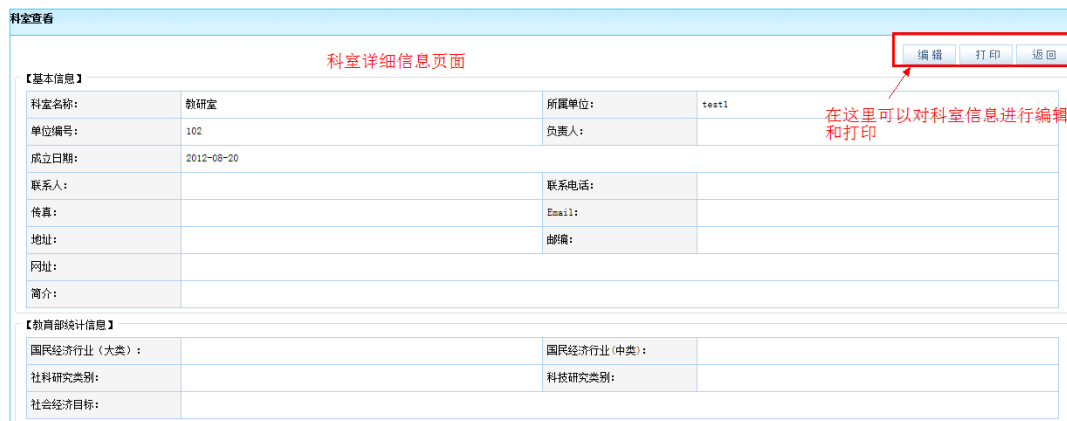 科室查看
编辑 打印 返回
科室详细信息页面
【基本信息】
科室名称: 教研室 所属单位: test1
在这里可以对科室信息进行编辑
和打印
单位编号: 102 负责人:
成立日期: 2012-08-20
联系人: 联系电话:
传真: Email:
地址: 邮编:
网址:
简介:
【教育部统计信息】
国民经济行业（大类）: 国民经济行业(中类):
社科研究类别: 科技研究类别:
社会经济目标: